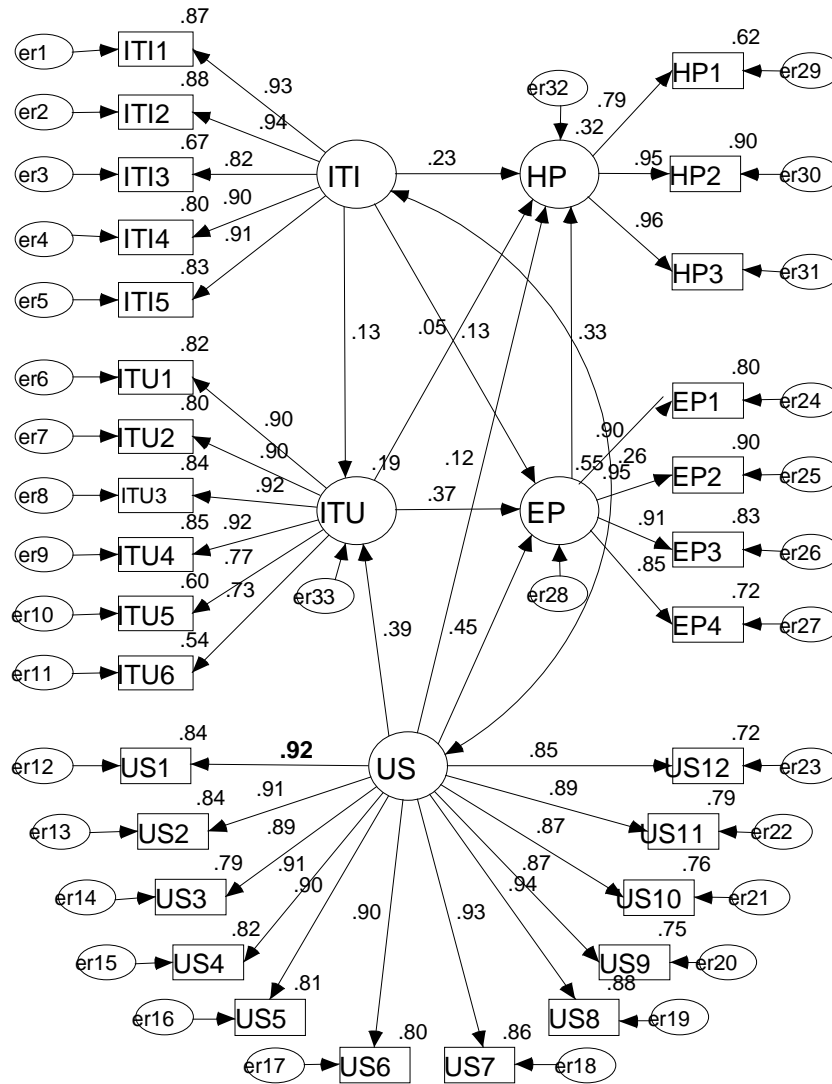 .87
er1 ITI1
.93
.88
er2 ITI2
.94
.67
er3 ITI3
.82
.80
er4 ITI4
.90
.91
.83
er5 ITI5
ITI
.23
er32
.32
HP
.79
.62
HP1 er29
.95
.90
HP2 er30
.96
HP3 er31
.13
.05
.13
.33
.82
er6 ITU1
.90
.80
er7 ITU2
.90
.84
er8 ITU3
.92
.85
er9 ITU4
.92
.77
.60
er10 ITU5
.73
.54
er11 ITU6
.19
ITU
er33
.37
.12
.55
EP
er28
.26
.80
EP1 er24
.90
.90
EP2 er25
.95
.83
EP3 er26
.91
.85
.72
EP4 er27
.39
.45
US
.84
er12 US1
.92
.84
er13 US2
.91
.79
er14 US3
.89
.82
er15 US4
.91
.81
er16 US5
.90
.80
er17 US6
.90
.86
US7 er18
.93
.88
US8 er19
.94
.75
US9 er20
.87
.76
US10 er21
.87
.79
US11 er22
.89
.72
US12 er23
.85